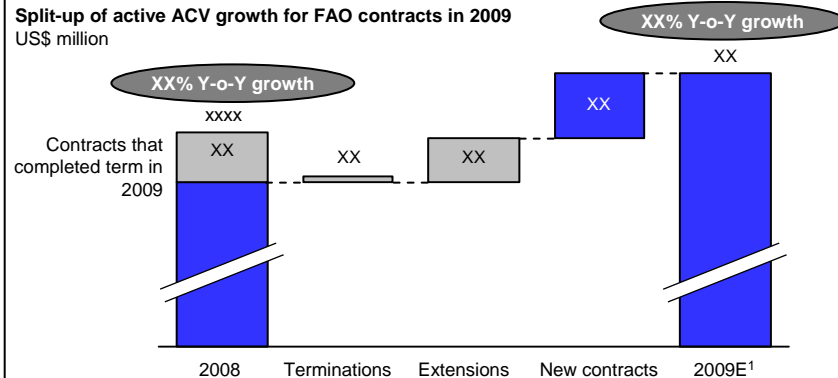 Split-up of active ACV growth for FAO contracts in 2009
US$ million
XX% Y-o-Y growth
XX
XX% Y-o-Y growth
xxxx
Contracts that
completed term in
2009
XX
XX
XX
XX
2008
Terminations
Extensions
New contracts
2009E¹